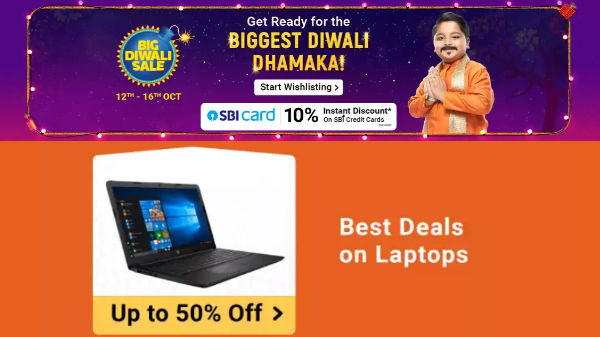 BIG
DIWALI
SALE
12TH - 16TH OCT
Get Ready for the
BIGGEST DIWALI
DHAMAKA!
Start Wishlisting >
SBI card
10%
Instant Discount*
On SBI Credit Cards
Up to 50% Off >
Best Deals
on Laptops